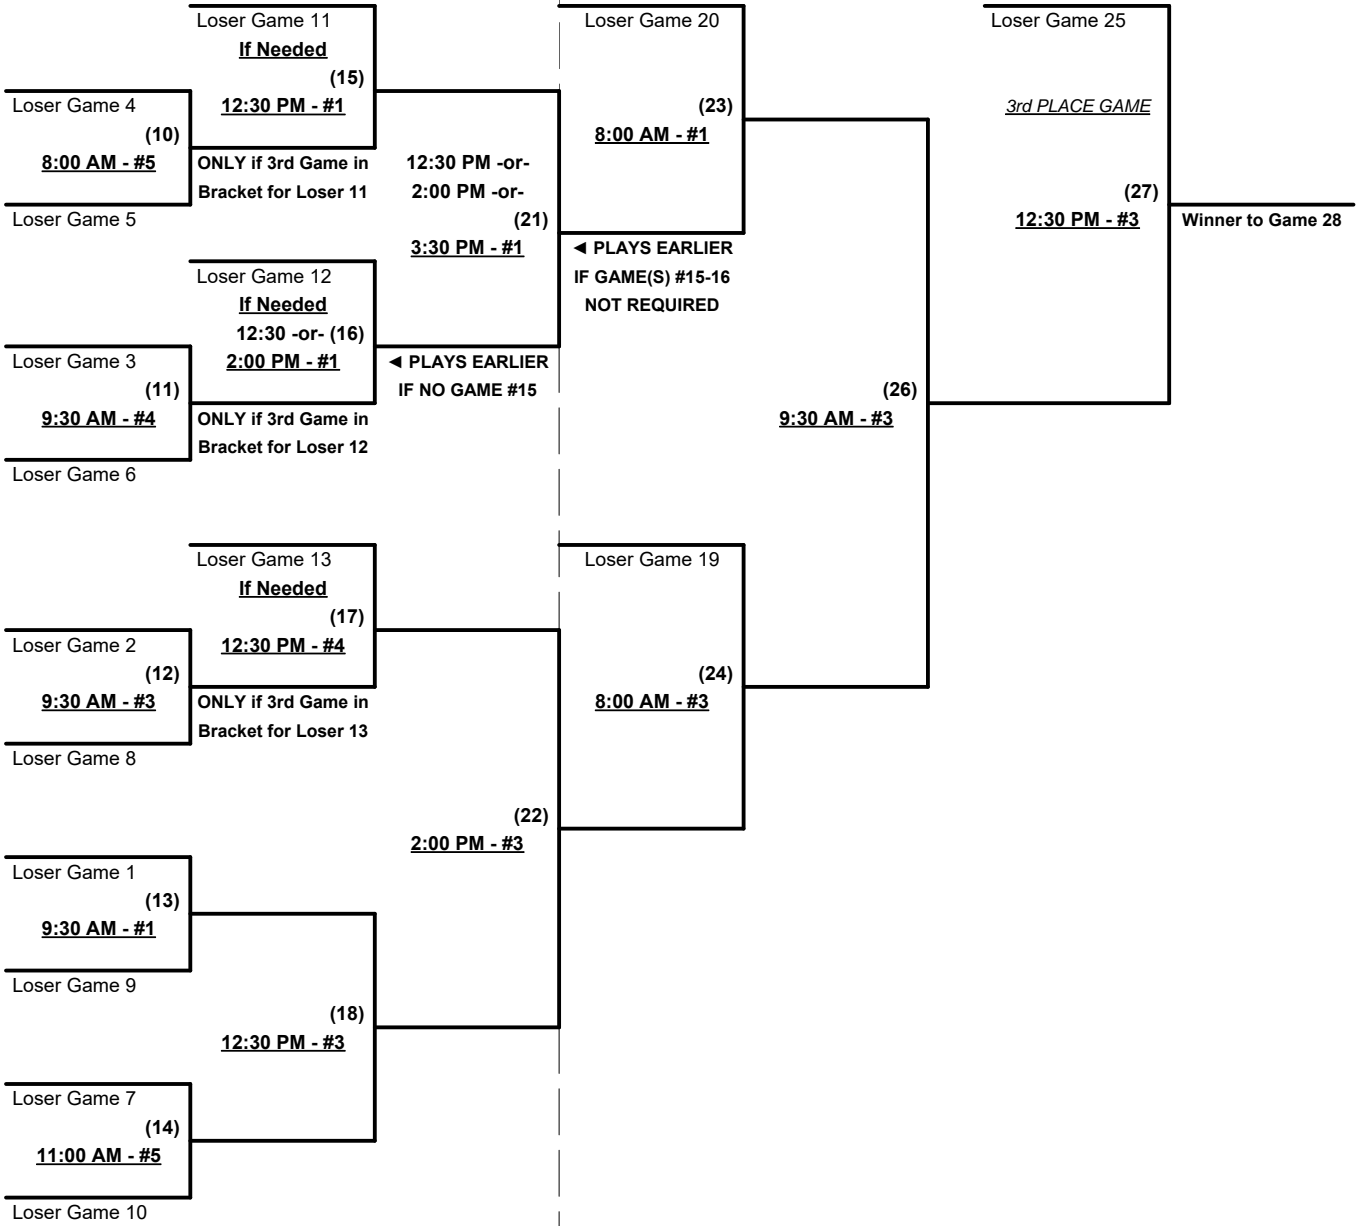 Loser Game 11
If Needed
(15)
12:30 PM - #1
Loser Game 4
(10)
8:00 AM - #5
Loser Game 5
ONLY if 3rd Game in
Bracket for Loser 11
12:30 PM -or-
2:00 PM -or-
(21)
3:30 PM - #1
Loser Game 12
If Needed
12:30 -or- (16)
2:00 PM - #1
Loser Game 3
(11)
9:30 AM - #4
Loser Game 6
ONLY if 3rd Game in
Bracket for Loser 12
◄ PLAYS EARLIER
IF NO GAME #15
Loser Game 20
(23)
8:00 AM - #1
◄ PLAYS EARLIER
IF GAME(S) #15-16
NOT REQUIRED
Loser Game 25
3rd PLACE GAME
(27)
12:30 PM - #3
Winner to Game 28
(26)
9:30 AM - #3
Loser Game 13
If Needed
(17)
12:30 PM - #4
Loser Game 2
(12)
9:30 AM - #3
Loser Game 8
ONLY if 3rd Game in
Bracket for Loser 13
Loser Game 19
(24)
8:00 AM - #3
(22)
2:00 PM - #3
Loser Game 1
(13)
9:30 AM - #1
Loser Game 9
(18)
12:30 PM - #3
Loser Game 7
(14)
11:00 AM - #5
Loser Game 10